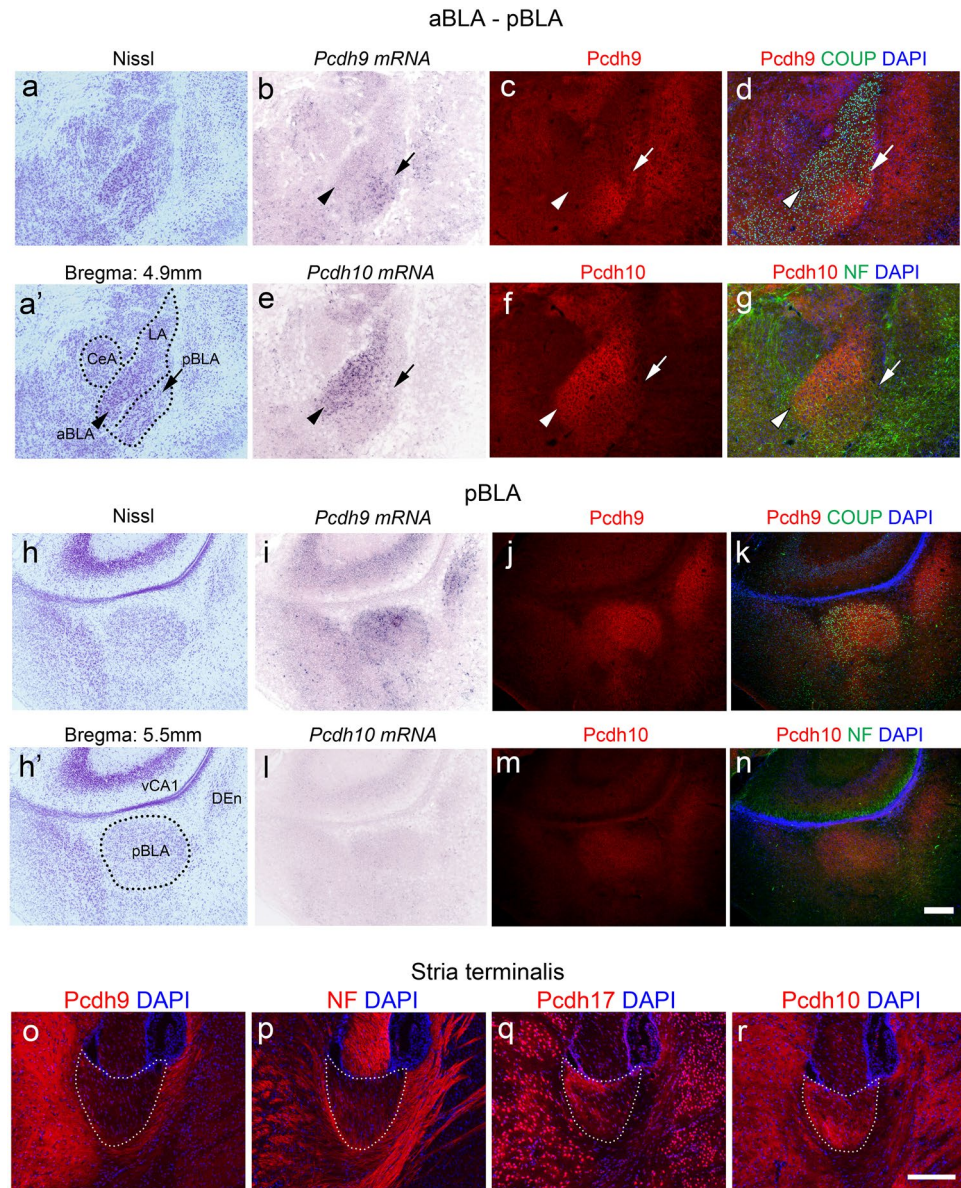 aBLA - pBLA
Nissl
Pcdh9 mRNA
Pcdh9
Pcdh9 COUP DAPI
a
b
c
d
Bregma: 4.9mm
Pcdh10 mRNA
Pcdh10
Pcdh10 NF DAPI
a'
e
f
g
LA
CeA
pBLA
aBLA
pBLA
Nissl
Pcdh9 mRNA
Pcdh9
Pcdh9 COUP DAPI
h
i
j
k
Bregma: 5.5mm
Pcdh10 mRNA
Pcdh10
Pcdh10 NF DAPI
h'
l
m
n
vCA1
DEn
pBLA
Stria terminalis
Pcdh9 DAPI
NF DAPI
Pcdh17 DAPI
Pcdh10 DAPI
o
p
q
r